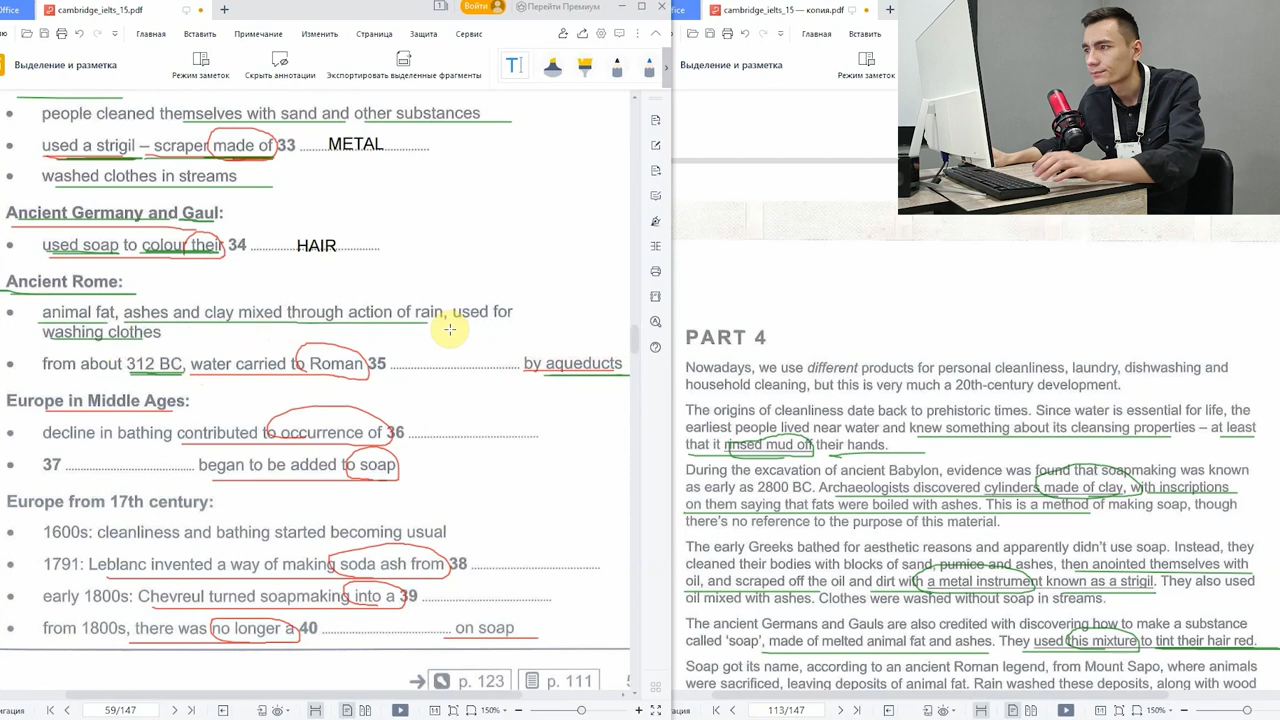 Office
cambridge_ielts_15.pdf
+
1
Войти
Перейти Премиум
Office
cambridge_ielts_15 — копия.pdf
+
Главная
Вставить
Примечание
Изменить
Страница
Защита
Сервис
Главная
Вставить
Выделение и разметка
Режим заметок
Скрыть аннотации
Экспортировать выделенные фрагменты
T
Выделение и разметка
Режим заметок
• people cleaned themselves with sand and other substances
• used a strigil – scraper made of 33 METAL
• washed clothes in streams
Ancient Germany and Gaul:
• used soap to colour their 34 HAIR
Ancient Rome:
• animal fat, ashes and clay mixed through action of rain, used for
washing clothes
• from about 312 BC, water carried to Roman 35 .................... by aqueducts
Europe in Middle Ages:
• decline in bathing contributed to occurrence of 36 ....................
• 37 .................... began to be added to soap
Europe from 17th century:
• 1600s: cleanliness and bathing started becoming usual
• 1791: Leblanc invented a way of making soda ash from 38 ....................
• early 1800s: Chevreul turned soapmaking into a 39 ....................
• from 1800s, there was no longer a 40 .................... on soap
p. 123
p. 111
PART 4
Nowadays, we use different products for personal cleanliness, laundry, dishwashing and
household cleaning, but this is very much a 20th-century development.
The origins of cleanliness date back to prehistoric times. Since water is essential for life, the
earliest people lived near water and knew something about its cleansing properties – at least
that it rinsed mud off their hands.
During the excavation of ancient Babylon, evidence was found that soapmaking was known
as early as 2800 BC. Archaeologists discovered cylinders made of clay, with inscriptions
on them saying that fats were boiled with ashes. This is a method of making soap, though
there's no reference to the purpose of this material.
The early Greeks bathed for aesthetic reasons and apparently didn't use soap. Instead, they
cleaned their bodies with blocks of sand, pumice and ashes, then anointed themselves with
oil, and scraped off the oil and dirt with a metal instrument known as a strigil. They also used
oil mixed with ashes. Clothes were washed without soap in streams.
The ancient Germans and Gauls are also credited with discovering how to make a substance
called 'soap', made of melted animal fat and ashes. They used this mixture to tint their hair red.
Soap got its name, according to an ancient Roman legend, from Mount Sapo, where animals
were sacrificed, leaving deposits of animal fat. Rain washed these deposits, along with wood
игация
59/147
150%
игация
113/147
150%